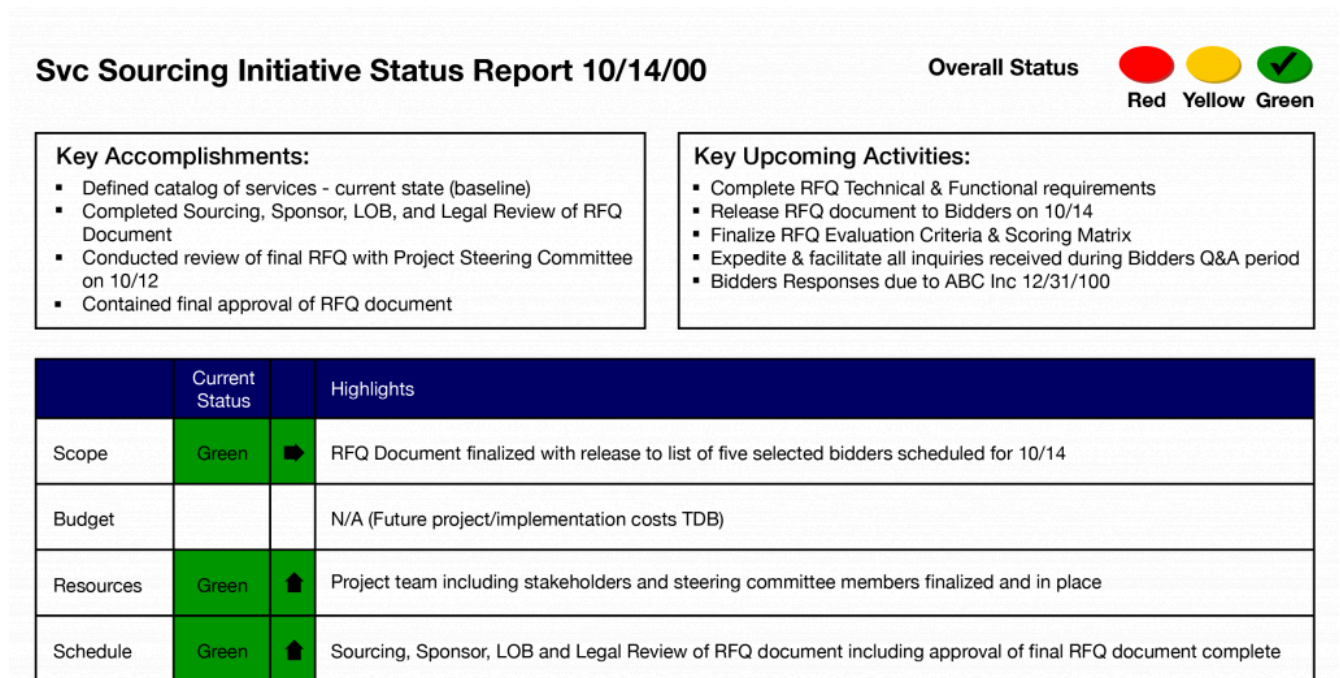 Svc Sourcing Initiative Status Report 10/14/00
Overall Status
Red Yellow Green
Key Accomplishments:
▪ Defined catalog of services - current state (baseline)
▪ Completed Sourcing, Sponsor, LOB, and Legal Review of RFQ
Document
▪ Conducted review of final RFQ with Project Steering Committee
on 10/12
▪ Contained final approval of RFQ document
Key Upcoming Activities:
▪ Complete RFQ Technical & Functional requirements
▪ Release RFQ document to Bidders on 10/14
▪ Finalize RFQ Evaluation Criteria & Scoring Matrix
▪ Expedite & facilitate all inquiries received during Bidders Q&A period
▪ Bidders Responses due to ABC Inc 12/31/100
Current
Status
Highlights
Scope Green RFQ Document finalized with release to list of five selected bidders scheduled for 10/14
Budget N/A (Future project/implementation costs TDB)
Resources Green Project team including stakeholders and steering committee members finalized and in place
Schedule Green Sourcing, Sponsor, LOB and Legal Review of RFQ document including approval of final RFQ document complete